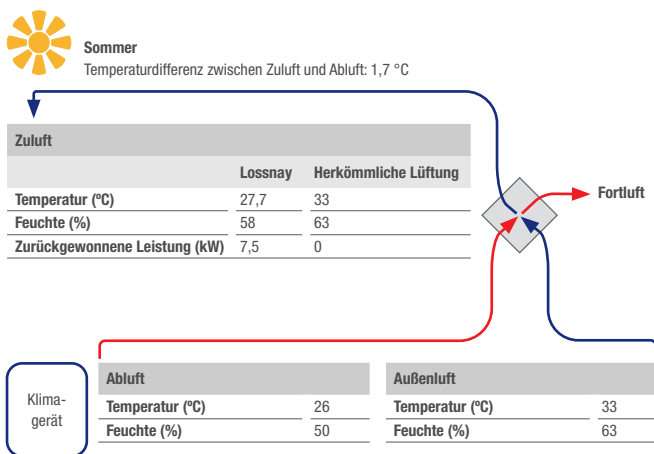 Sommer
Temperaturdifferenz zwischen Zuluft und Abluft: 1,7 °C
Zuluft
Lossnay Herkömmliche Lüftung
Temperatur (ºC) 27,7 33
Feuchte (%) 58 63
Zurückgewonnene Leistung (kW) 7,5 0
Fortluft
Klima-
gerät
Abluft
Temperatur (ºC) 26
Feuchte (%) 50
Außenluft
Temperatur (ºC) 33
Feuchte (%) 63